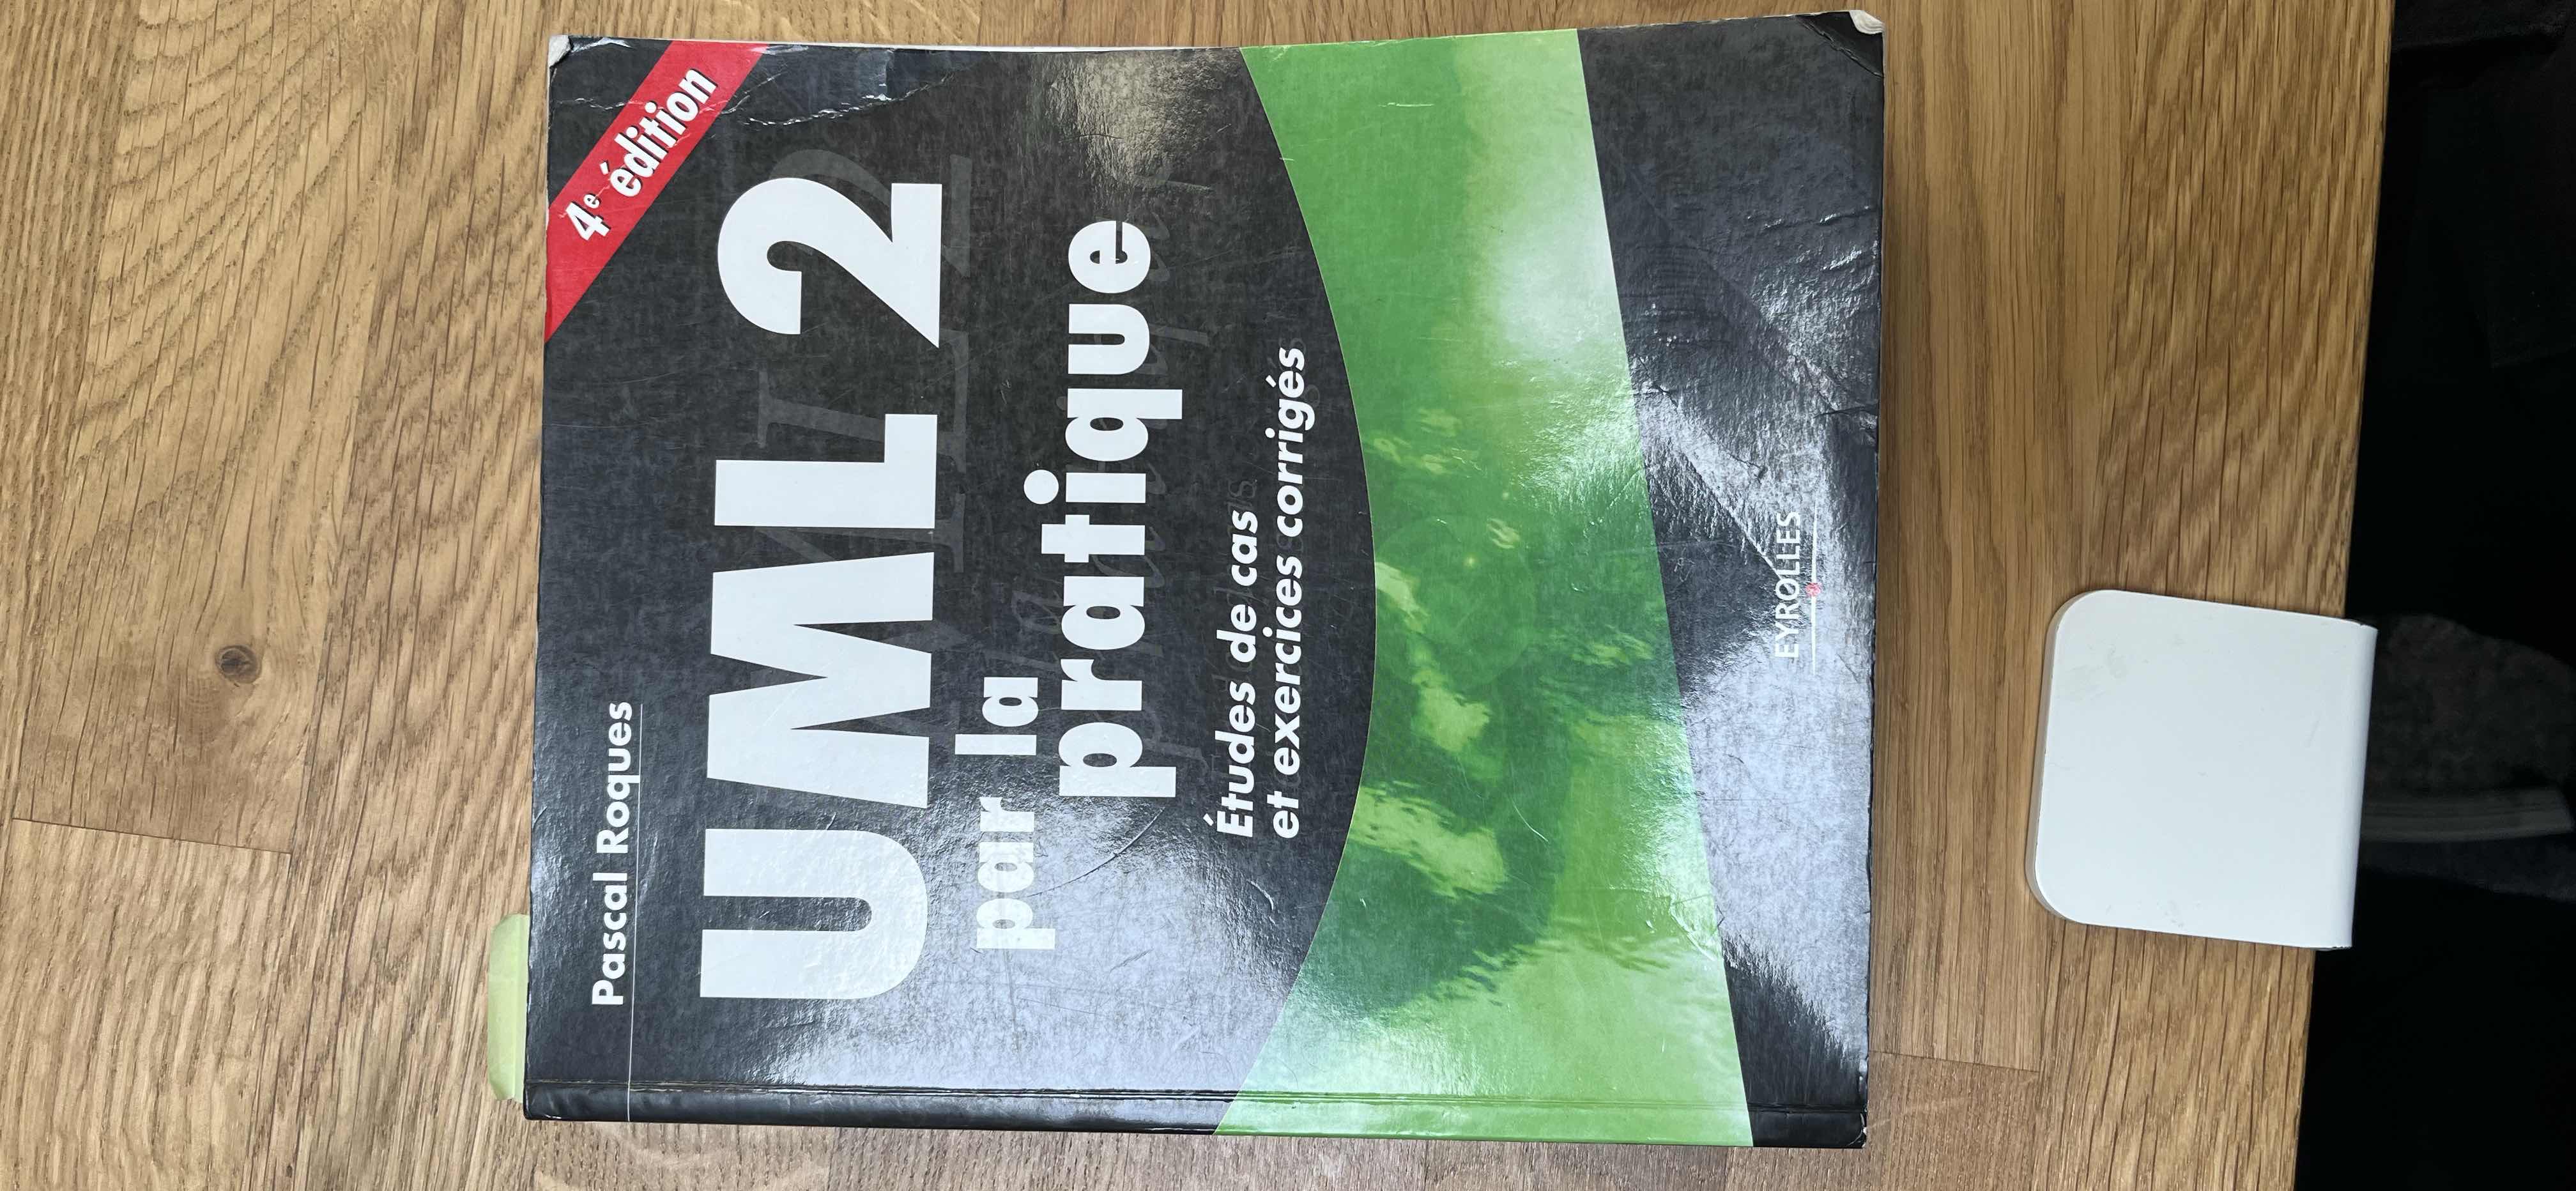 Pascal Roques
4e édition
UML 2
par la
pratique
Études de cas
et exercices corrigés
EYROLLES